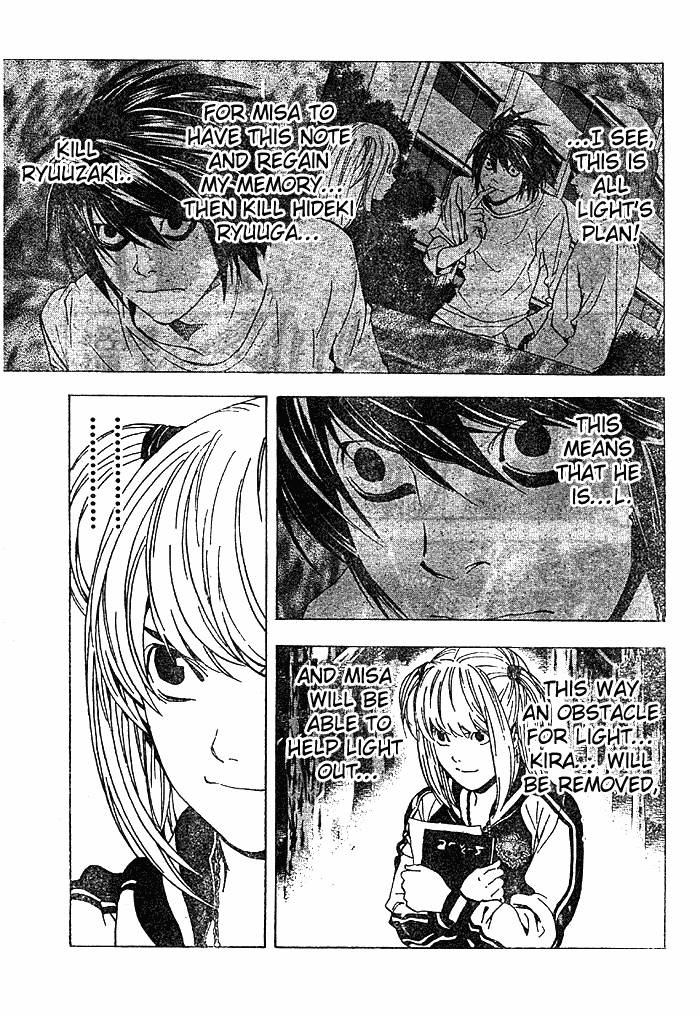 ...I SEE,
THIS IS
ALL
LIGHT'S
PLAN!
FOR MISA TO
HAVE THIS NOTE
AND REGAIN
MY MEMORY...
THEN KILL HIDEKI
RYUUGA...
KILL
RYUUZAKI..
THIS
MEANS
THAT HE
IS...L.
THIS WAY
AN OBSTACLE
FOR LIGHT...
KIRA... WILL
BE REMOVED,
AND MISA
WILL BE
ABLE TO
HELP LIGHT
OUT...